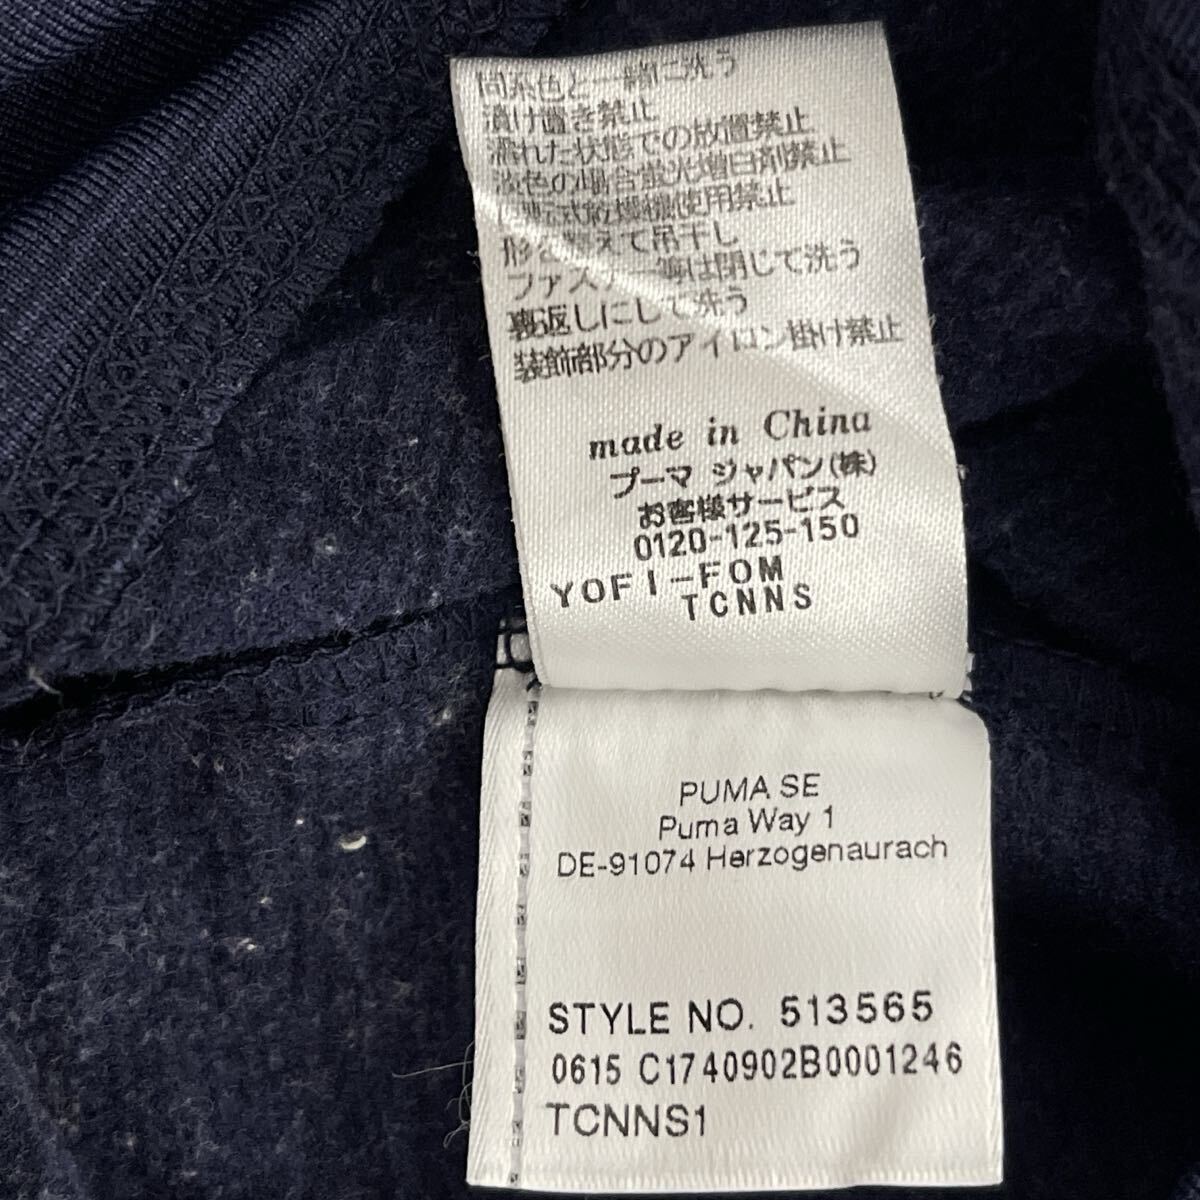 同系色と一緒に洗う
漬け置き禁止
濡れた状態での放置禁止
淡色の場合蛍光増白剤禁止
乾燥機使用禁止
形を整えて吊干し
ファスナー等は閉じて洗う
裏返しにして洗う
装飾部分のアイロン掛け禁止
made in China
プーマ ジャパン(株)
お客様サービス
0120-125-150
YOFI-FOM
TCNNS
PUMA SE
Puma Way 1
DE-91074 Herzogenaurach
STYLE NO. 513565
0615 C1740902B0001246
TCNNS1